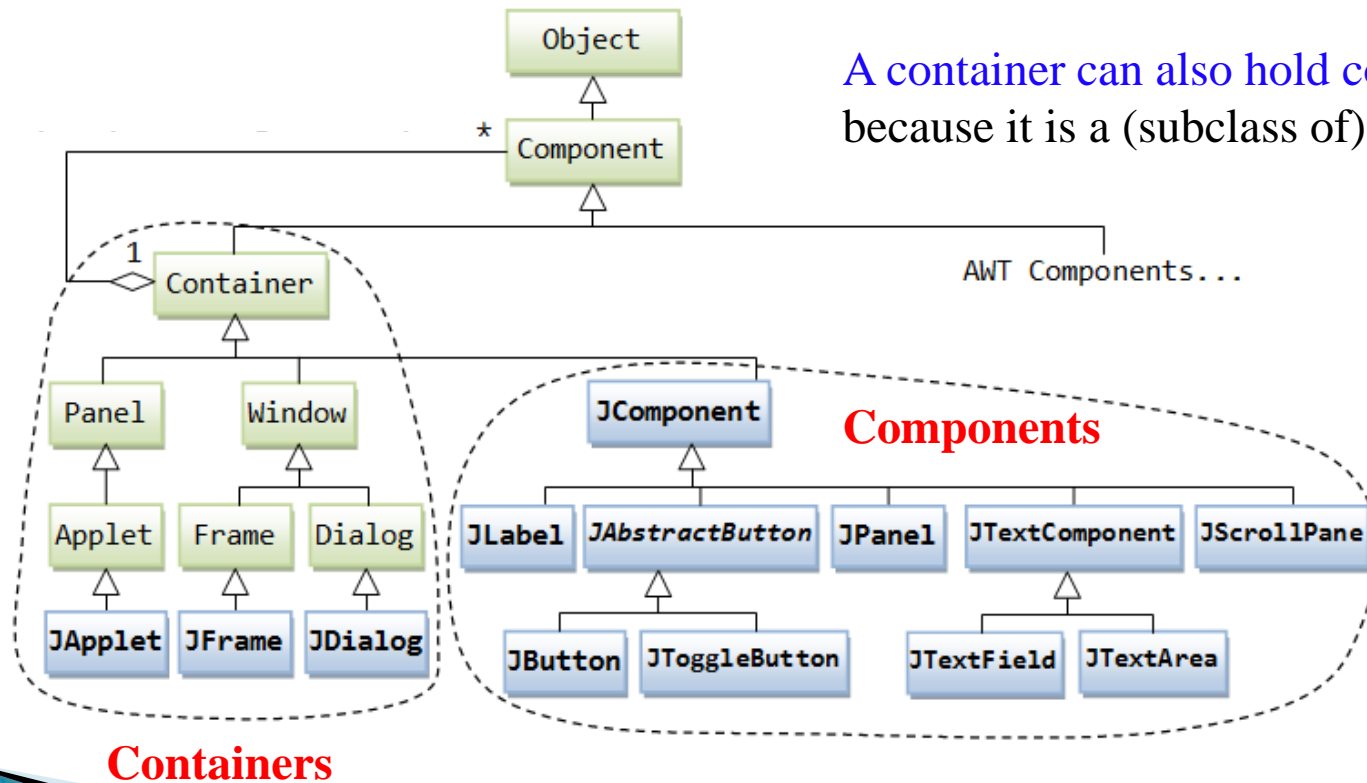 Object
A container can also hold
because it is a (subclass of)
*
Component
1
Container
AWT Components...
Panel
Window
JComponent
Components
Applet
Frame
Dialog
JLabel
JAbstractButton
JPanel
JTextComponent
JScrollPane
JApplet
JFrame
JDialog
JButton
JToggleButton
JTextField
JTextArea
Containers